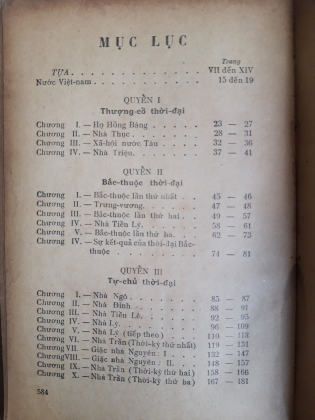 MỤC LỤC
Trang
TỰA . . . . . . . . . . . . VII đến XIV
Nước Việt-nam. . . . . . . . . . . 15 đến 19
QUYỂN I
Thượng-cổ thời-đại
Chương I. — Họ Hồng Bàng . . . . . . 23 — 27
Chương II. — Nhà Thục. . . . . . . . 28 — 31
Chương III. — Xã-hội nước Tàu . . . . . 32 — 36
Chương IV. — Nhà Triệu. . . . . . . . 37 — 41
QUYỂN II
Bắc-thuộc thời-đại
Chương I. — Bắc-thuộc lần thứ nhất . . . 45 — 46
Chương II. — Trưng-vương. . . . . . . 47 — 48
Chương III. — Bắc-thuộc lần thứ hai . . . 49 — 57
Chương IV. — Nhà Tiền Lý. . . . . . . 58 — 61
Chương V. — Bắc-thuộc lần thứ ba. . . . 62 — 73
Chương IV. — Sự kết-quả của thời-đại Bắc-
thuộc . . . . . . . . . . . 74 — 81
QUYỂN III
Tự-chủ thời-đại
Chương I. — Nhà Ngô . . . . . . . . 85 — 87
Chương II. — Nhà Đinh. . . . . . . . 88 — 91
Chương III. — Nhà Tiền Lê. . . . . . . 92 — 95
Chương IV. — Nhà Lý. . . . . . . . . 96 — 109
Chương V. — Nhà Lý (tiếp theo) . . . . 110 — 118
Chương VI. — Nhà Trần (Thời-kỳ thứ nhất) 119 — 131
Chương VII. — Giặc nhà Nguyên : I . . . 132 — 147
Chương VIII. — Giặc nhà Nguyên : II. . . 148 — 157
Chương IX. — Nhà Trần (Thời-kỳ thứ hai) . 158 — 166
Chương X. — Nhà Trần (Thời-kỳ thứ ba) . 167 — 181
584